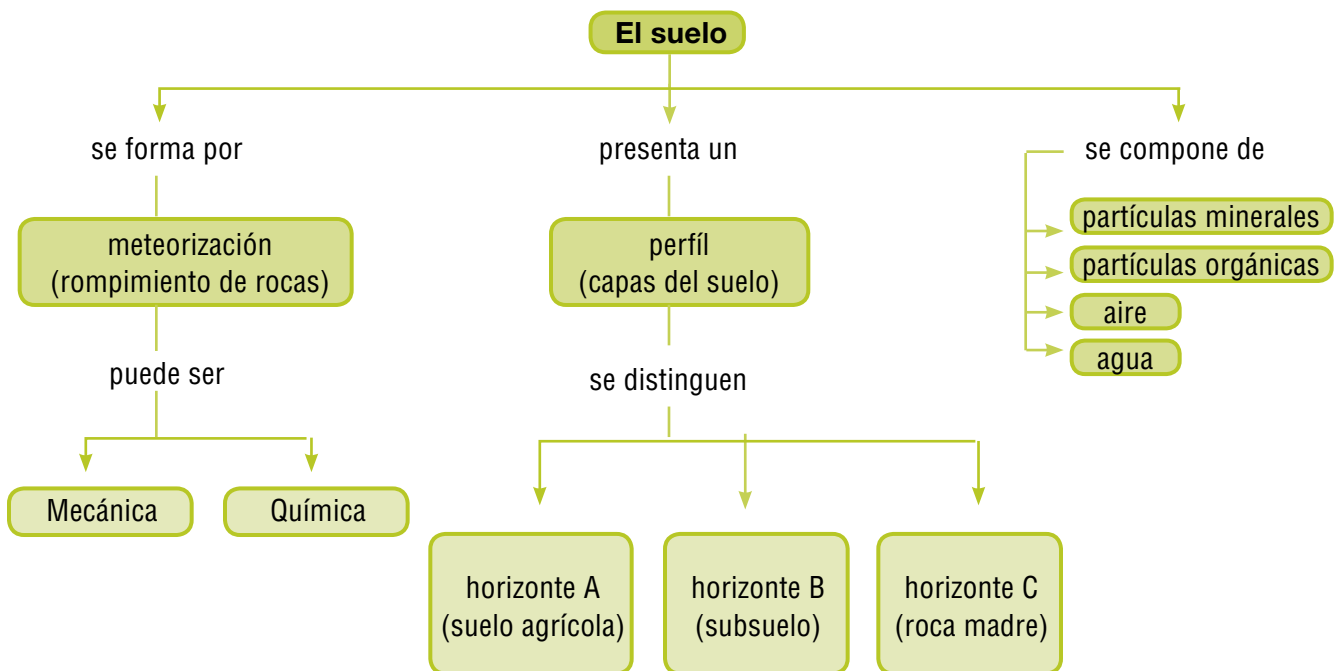 El suelo
se forma por
presenta un
se compone de
meteorización
(rompimiento de rocas)
perfíl
(capas del suelo)
partículas minerales
partículas orgánicas
aire
agua
puede ser
se distinguen
Mecánica
Química
horizonte A
(suelo agrícola)
horizonte B
(subsuelo)
horizonte C
(roca madre)